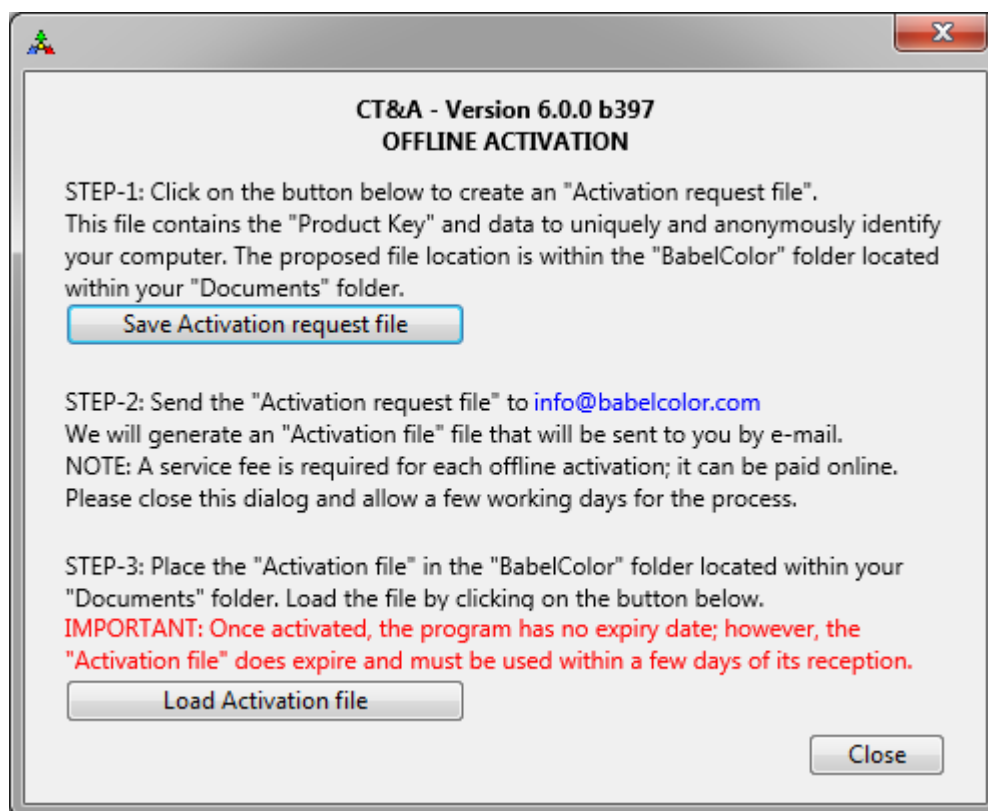 CT&A - Version 6.0.0 b397
OFFLINE ACTIVATION
STEP-1: Click on the button below to create an "Activation request file".
This file contains the "Product Key" and data to uniquely and anonymously identify
your computer. The proposed file location is within the "BabelColor" folder located
within your "Documents" folder.
Save Activation request file
STEP-2: Send the "Activation request file" to info@babelcolor.com
We will generate an "Activation file" file that will be sent to you by e-mail.
NOTE: A service fee is required for each offline activation; it can be paid online.
Please close this dialog and allow a few working days for the process.
STEP-3: Place the "Activation file" in the "BabelColor" folder located within your
"Documents" folder. Load the file by clicking on the button below.
IMPORTANT: Once activated, the program has no expiry date; however, the
"Activation file" does expire and must be used within a few days of its reception.
Load Activation file
Close